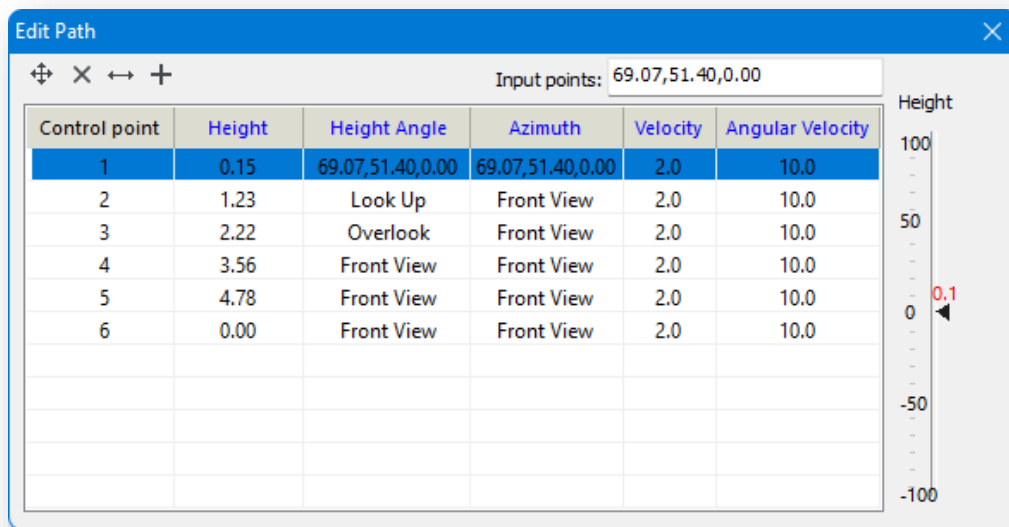 Edit Path
Input points: 69.07,51.40,0.00
Control point Height Height Angle Azimuth Velocity Angular Velocity
1 0.15 69.07,51.40,0.00 69.07,51.40,0.00 2.0 10.0
2 1.23 Look Up Front View 2.0 10.0
3 2.22 Overlook Front View 2.0 10.0
4 3.56 Front View Front View 2.0 10.0
5 4.78 Front View Front View 2.0 10.0
6 0.00 Front View Front View 2.0 10.0
Height
100
50
0.1
0
-50
-100